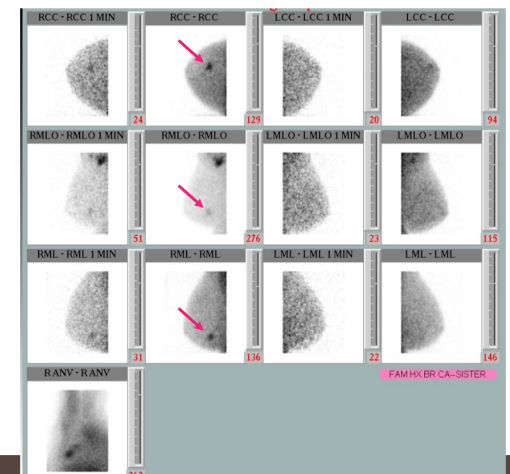 RCC - RCC 1 MIN
RCC - RCC
LCC - LCC 1 MIN
LCC - LCC
24
129
20
94
RMLO - RMLO 1 MIN
RMLO - RMLO
LMLO - LMLO 1 MIN
LMLO - LMLO
51
276
23
115
RML - RML 1 MIN
RML - RML
LML - LML 1 MIN
LML - LML
31
136
22
146
R ANV - R ANV
FAM HX BR CA--SISTER